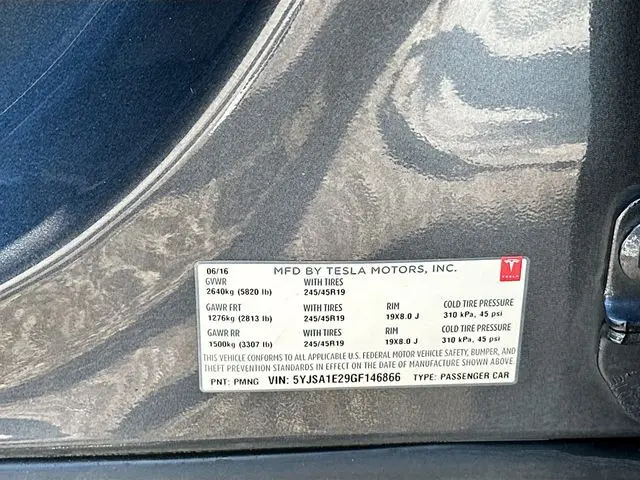 06/16 MFD BY TESLA MOTORS, INC. TESLA
GVWR WITH TIRES
2640kg (5820 lb) 245/45R19
GAWR FRT WITH TIRES RIM COLD TIRE PRESSURE
1276kg (2813 lb) 245/45R19 19X8.0 J 310 kPa, 45 psi
GAWR RR WITH TIRES RIM COLD TIRE PRESSURE
1500kg (3307 lb) 245/45R19 19X8.0 J 310 kPa, 45 psi
THIS VEHICLE CONFORMS TO ALL APPLICABLE U.S. FEDERAL MOTOR VEHICLE SAFETY, BUMPER, AND
THEFT PREVENTION STANDARDS IN EFFECT ON THE DATE OF MANUFACTURE SHOWN ABOVE.
PNT: PMNG VIN: 5YJSA1E29GF146866 TYPE: PASSENGER CAR